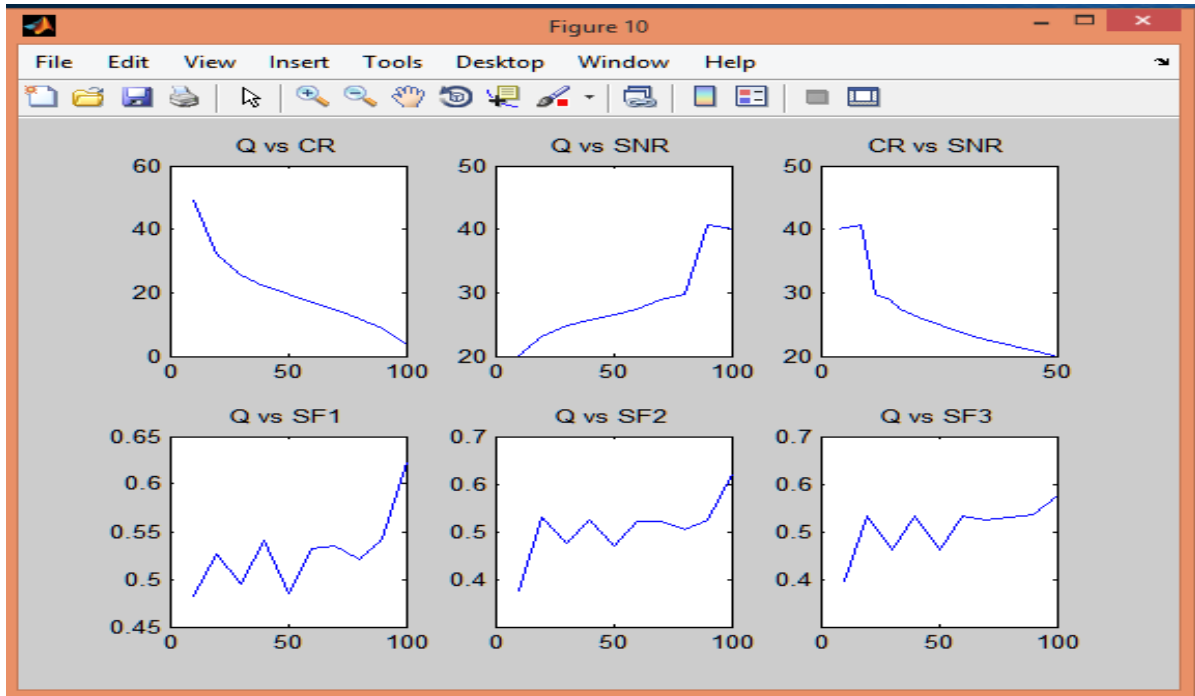 Figure 10
File Edit View Insert Tools Desktop Window Help
Q vs CR
60
40
20
0
0 50 100
Q vs SNR
50
40
30
20
0 50 100
CR vs SNR
50
40
30
20
0 50
Q vs SF1
0.65
0.6
0.55
0.5
0.45
0 50 100
Q vs SF2
0.7
0.6
0.5
0.4
0 50 100
Q vs SF3
0.7
0.6
0.5
0.4
0 50 100